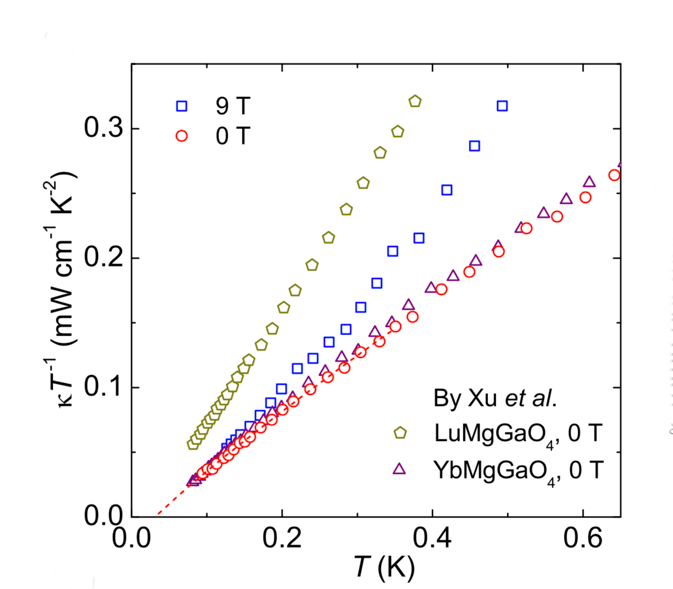 9 T
0 T
0.3
0.2
0.1
0.0
κT⁻¹ (mW cm⁻¹ K⁻²)
By Xu et al.
LuMgGaO₄, 0 T
YbMgGaO₄, 0 T
0.0 0.2 0.4 0.6
T (K)